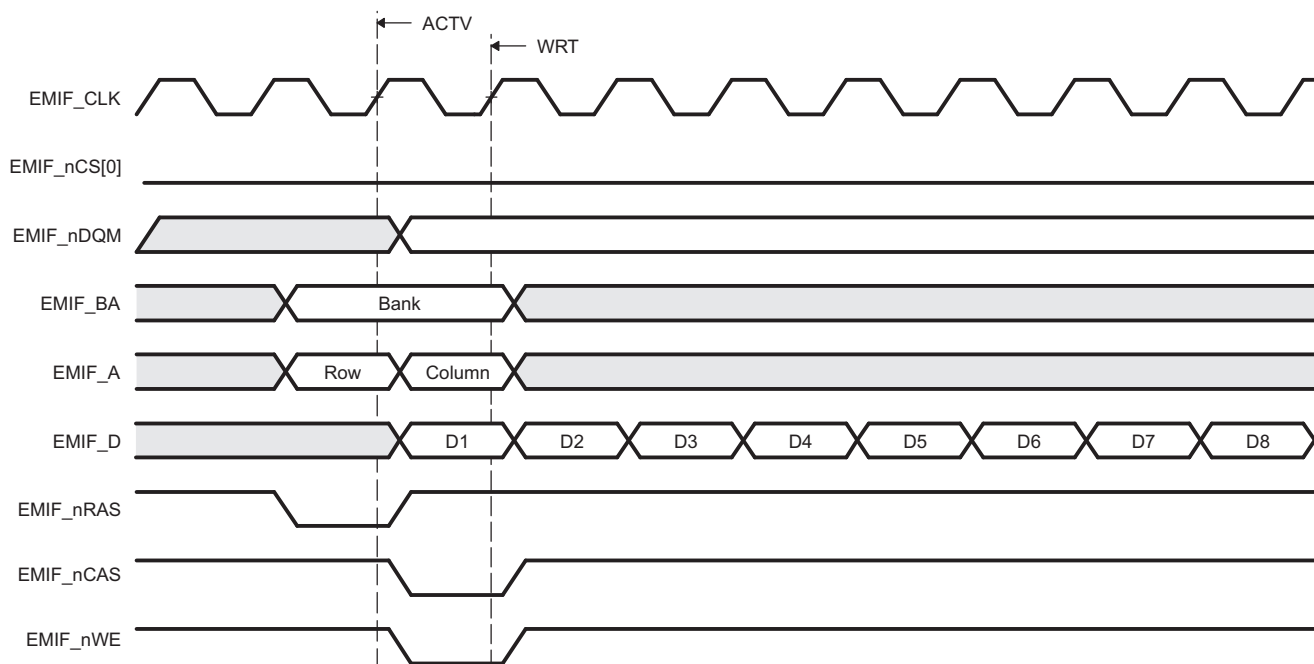 ACTV
WRT
EMIF_CLK
EMIF_nCS[0]
EMIF_nDQM
EMIF_BA Bank
EMIF_A Row Column
EMIF_D D1 D2 D3 D4 D5 D6 D7 D8
EMIF_nRAS
EMIF_nCAS
EMIF_nWE